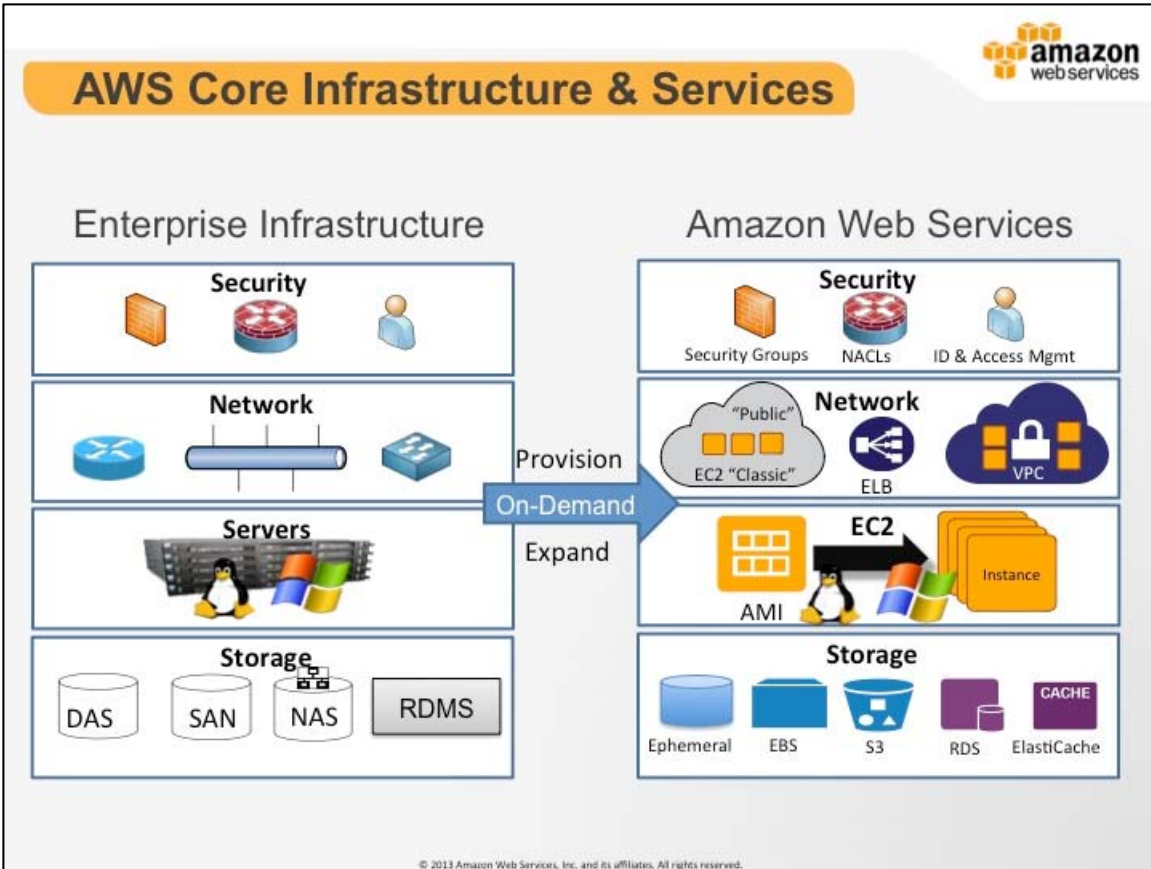 amazon
webservices
AWS Core Infrastructure & Services
Enterprise Infrastructure
Security
Network
Servers
Storage
DAS
SAN
NAS
RDMS
Provision
On-Demand
Expand
Amazon Web Services
Security
Security Groups
NACLs
ID & Access Mgmt
Network
"Public"
EC2 "Classic"
ELB
VPC
EC2
AMI
Instance
Storage
Ephemeral
EBS
S3
RDS
CACHE
ElastiCache
© 2013 Amazon Web Services, Inc. and its affiliates. All rights reserved.